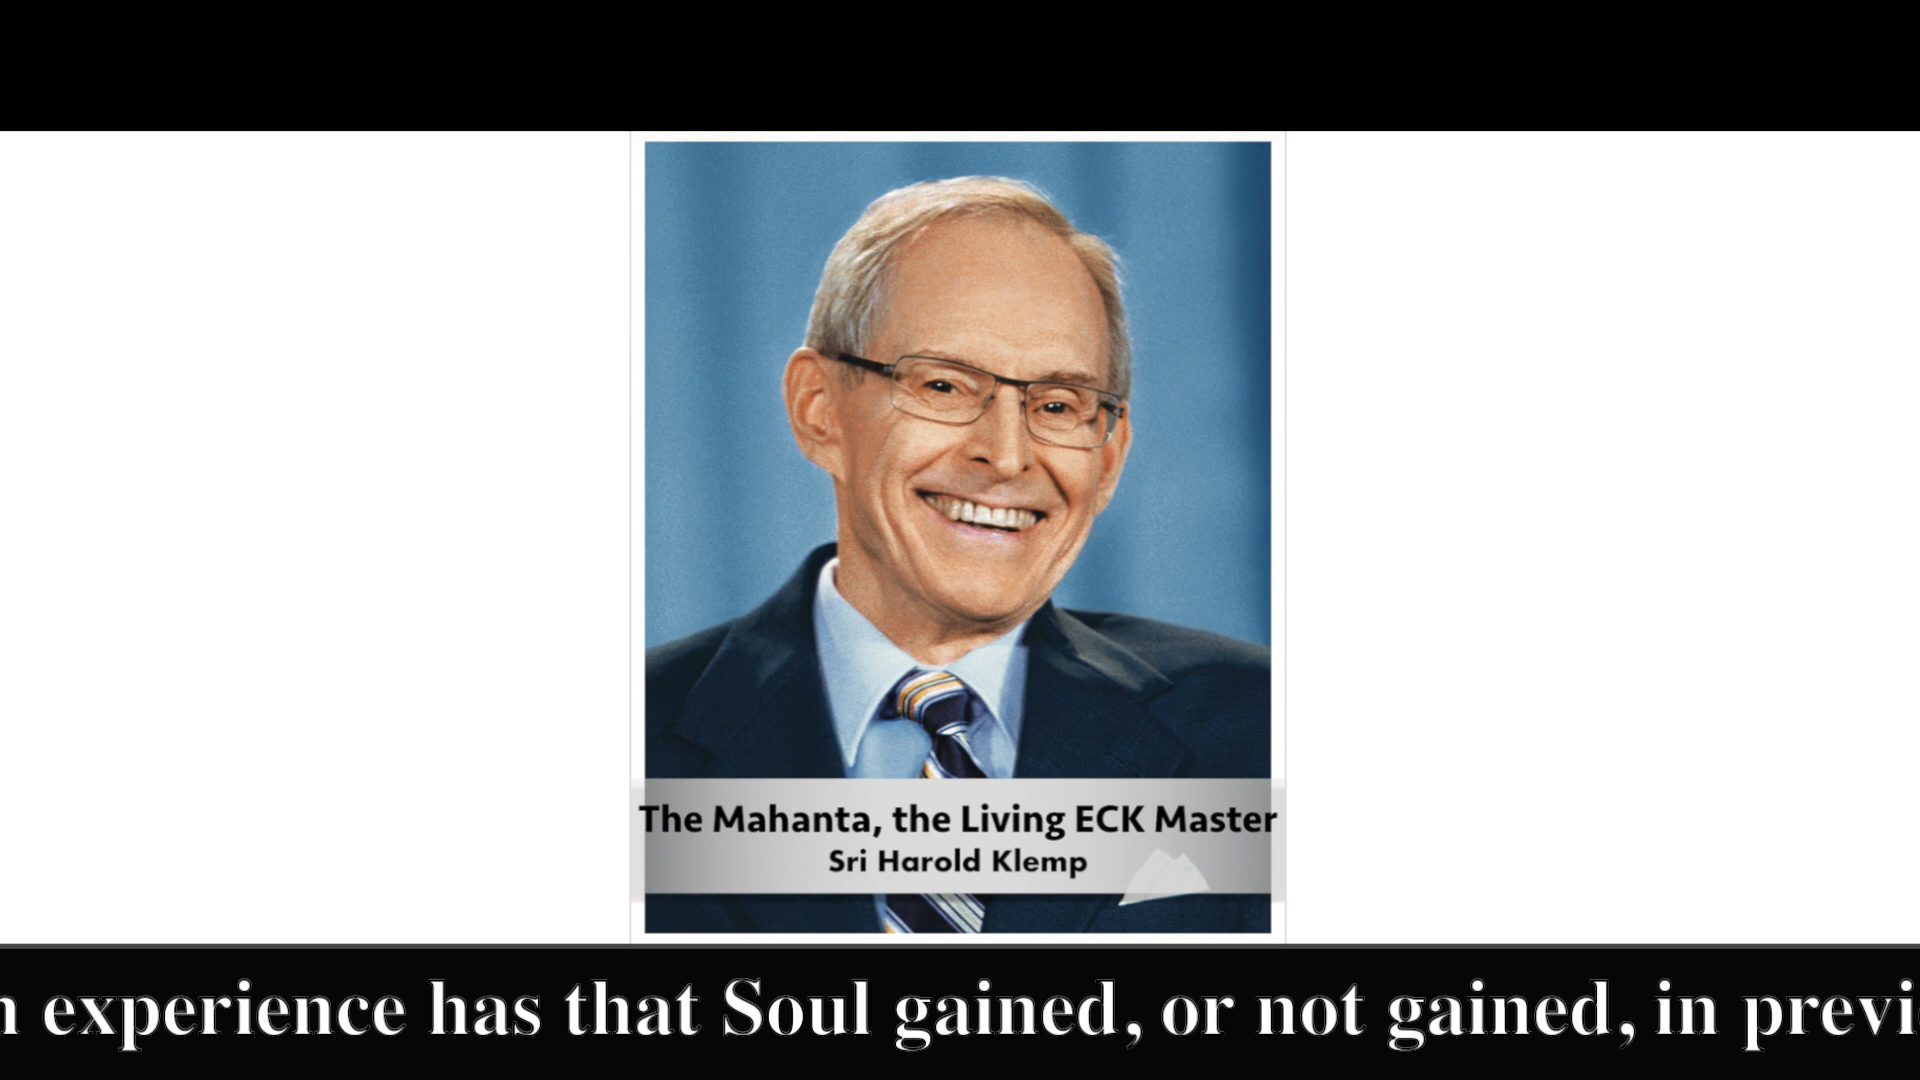 The Mahanta, the Living ECK Master
Sri Harold Klemp
experience has that Soul gained, or not gained, in